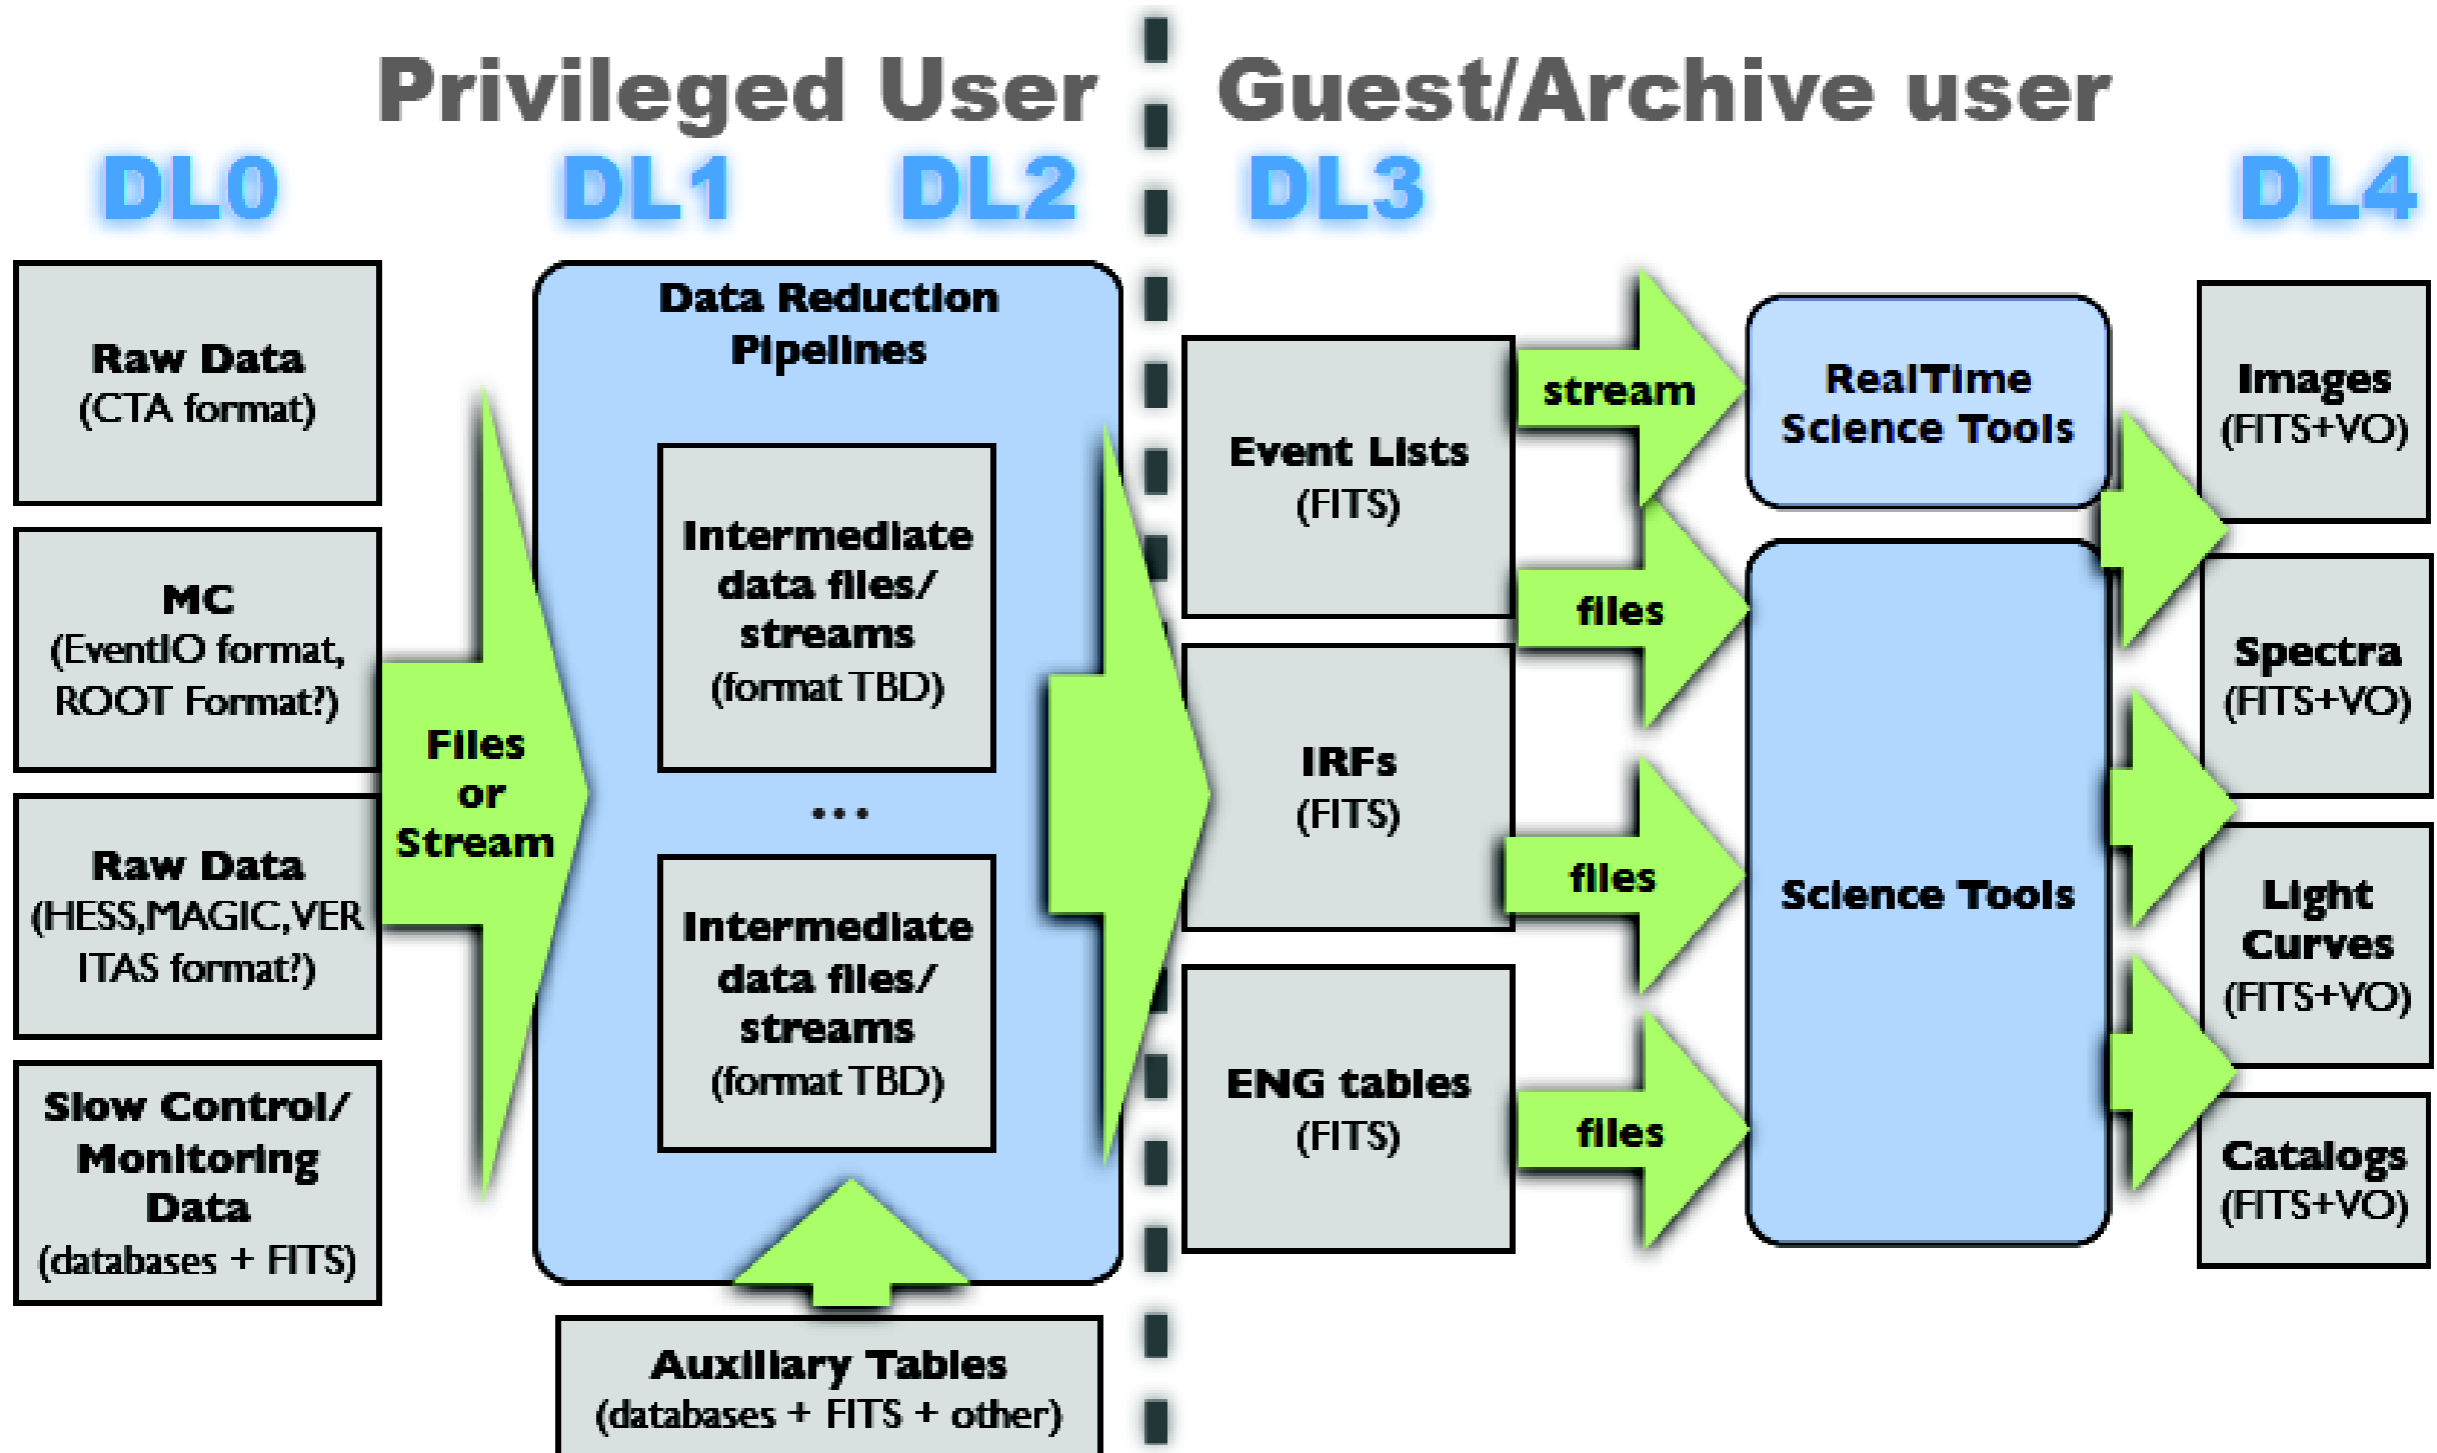 Privileged User
Guest/Archive user
DL0
DL1
DL2
DL3
DL4
Raw Data
(CTA format)
MC
(EventIO format,
ROOT Format?)
Raw Data
(HESS,MAGIC,VER
ITAS format?)
Slow Control/
Monitoring
Data
(databases + FITS)
Files
or
Stream
Data Reduction
Pipelines
Intermediate
data files/
streams
(format TBD)
...
Intermediate
data files/
streams
(format TBD)
Auxiliary Tables
(databases + FITS + other)
Event Lists
(FITS)
IRFs
(FITS)
ENG tables
(FITS)
stream
files
files
files
RealTime
Science Tools
Science Tools
Images
(FITS+VO)
Spectra
(FITS+VO)
Light
Curves
(FITS+VO)
Catalogs
(FITS+VO)